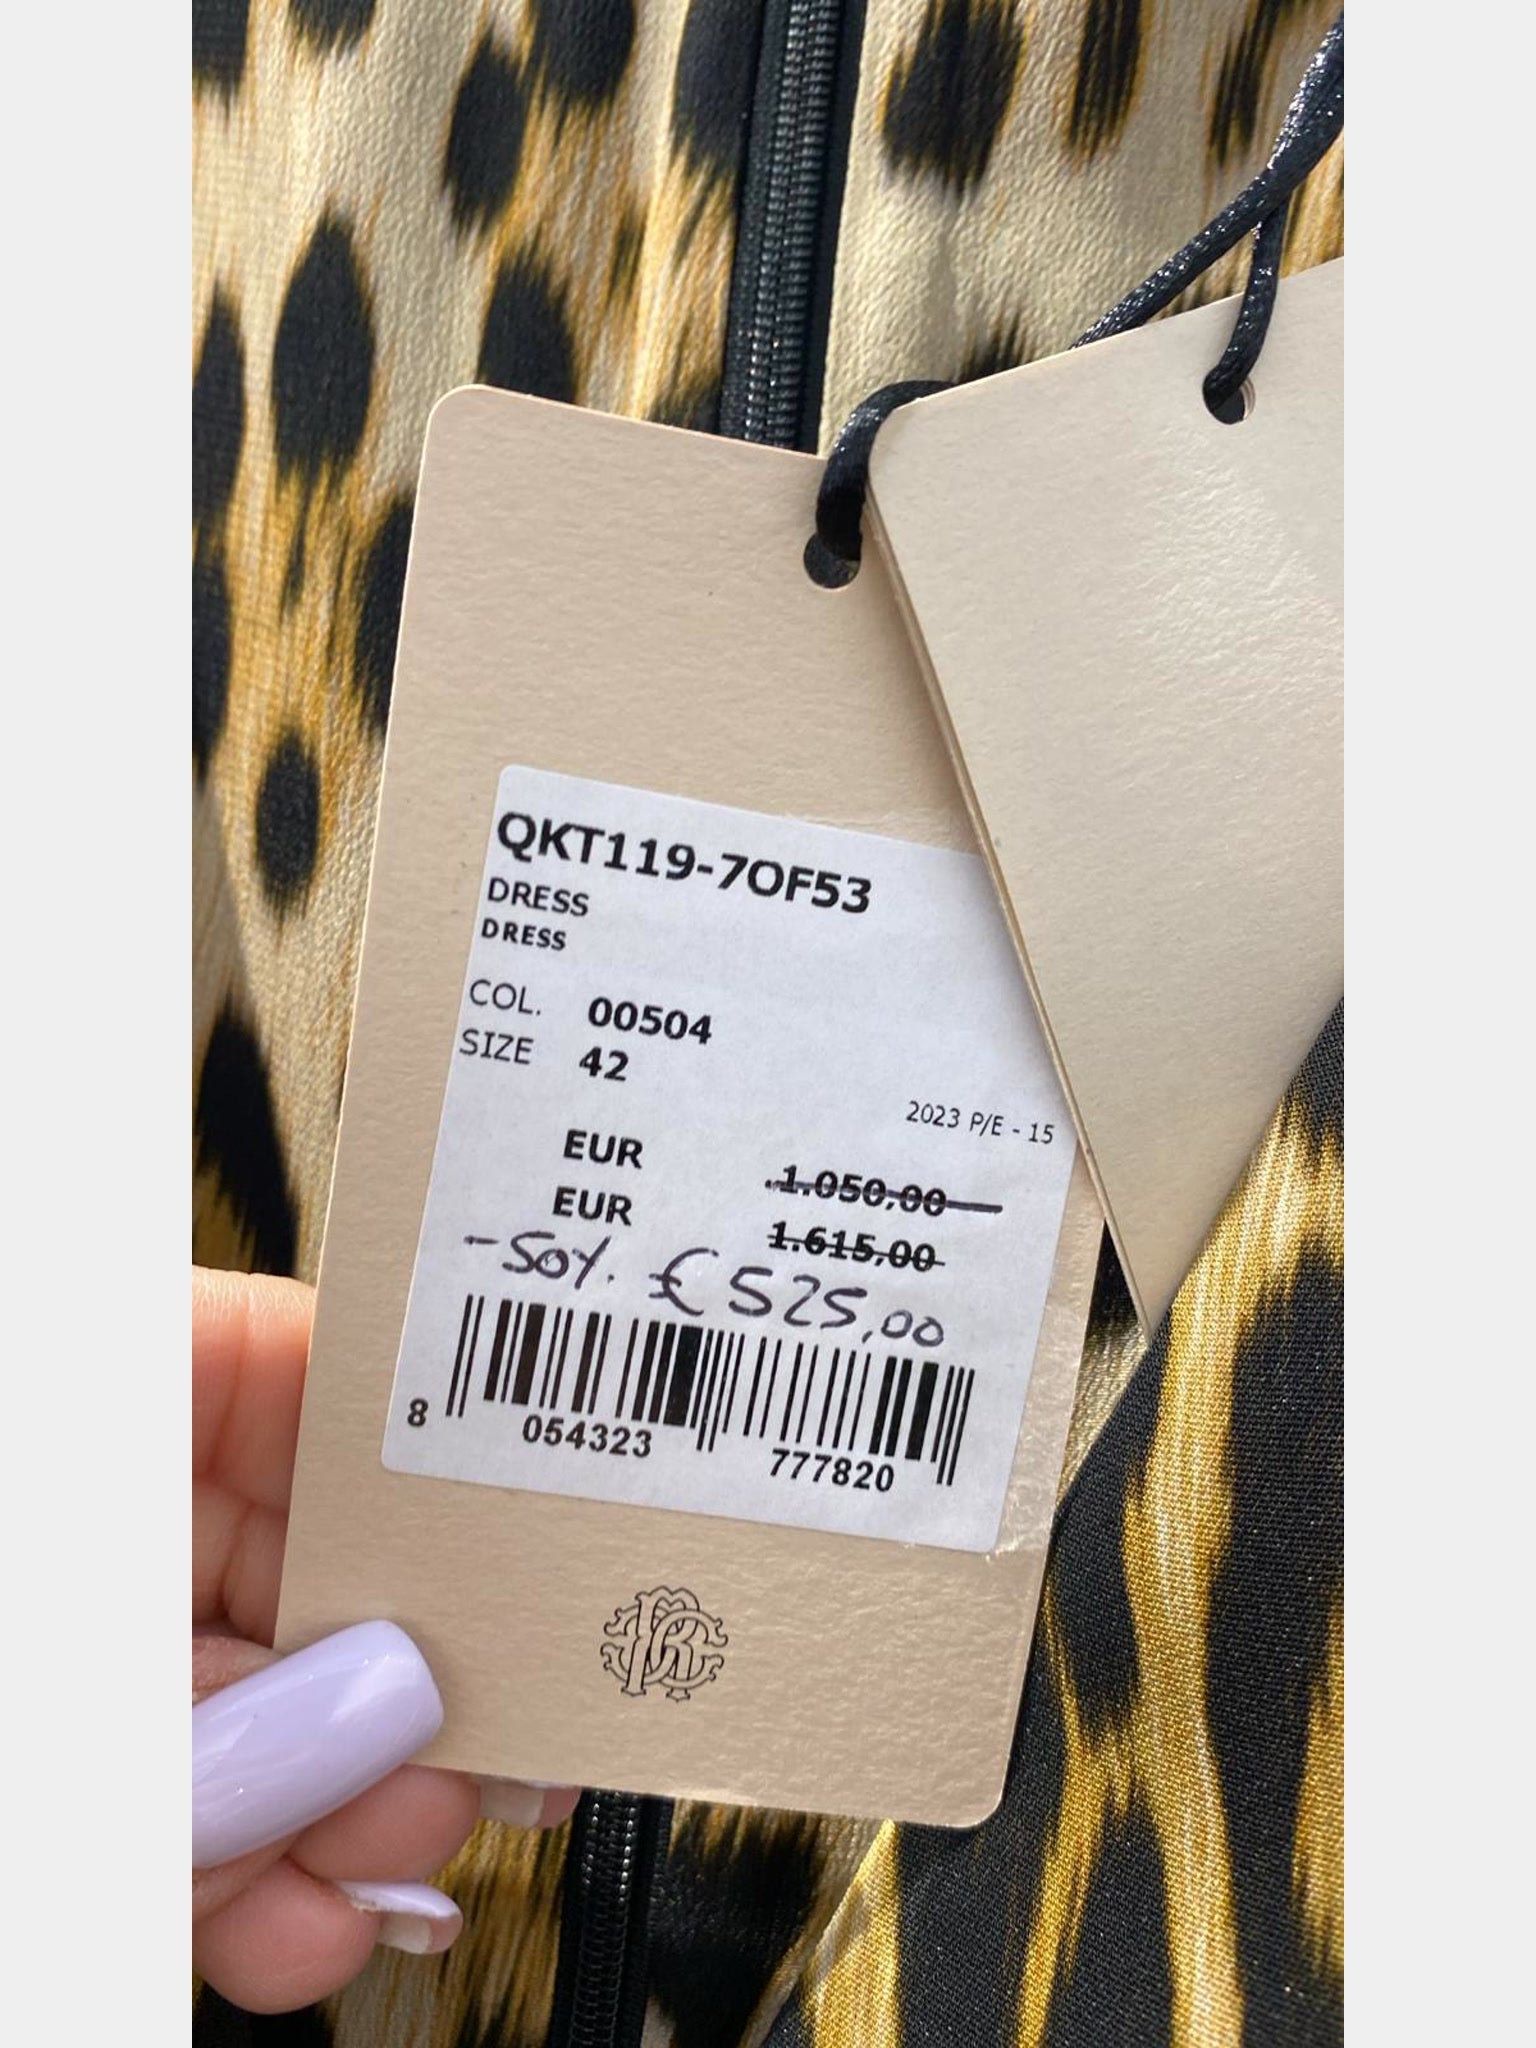 QKT119-7OF53
DRESS
DRESS
COL. 00504
SIZE 42
2023 P/E - 15
EUR 1.050,00
EUR 1.615,00
-50%. € 525,00
8 054323 777820
RC